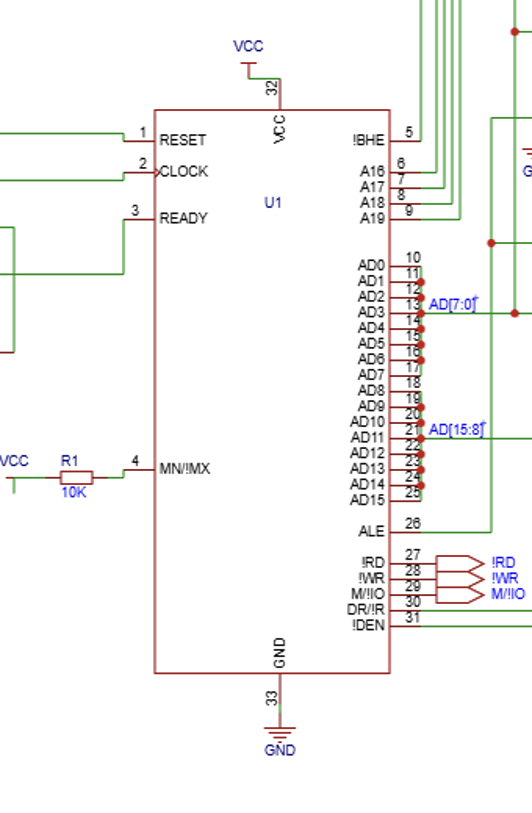 VCC
32
VCC
1 RESET
2 CLOCK
3 READY
U1
!BHE 5
A16 6
A17 7
A18 8
A19 9
G
AD0 10
AD1 11
AD2 12
AD3 13
AD[7:0]
AD4 14
AD5 15
AD6 16
AD7 17
AD8 18
AD9 19
AD10 20
AD11 21
AD[15:8]
AD12 22
AD13 23
AD14 24
AD15 25
VCC
R1
10K
4 MN/!MX
ALE 26
!RD 27 !RD
!WR 28 !WR
M/!IO 29 M/!IO
DR/!R 30
!DEN 31
GND
33
GND